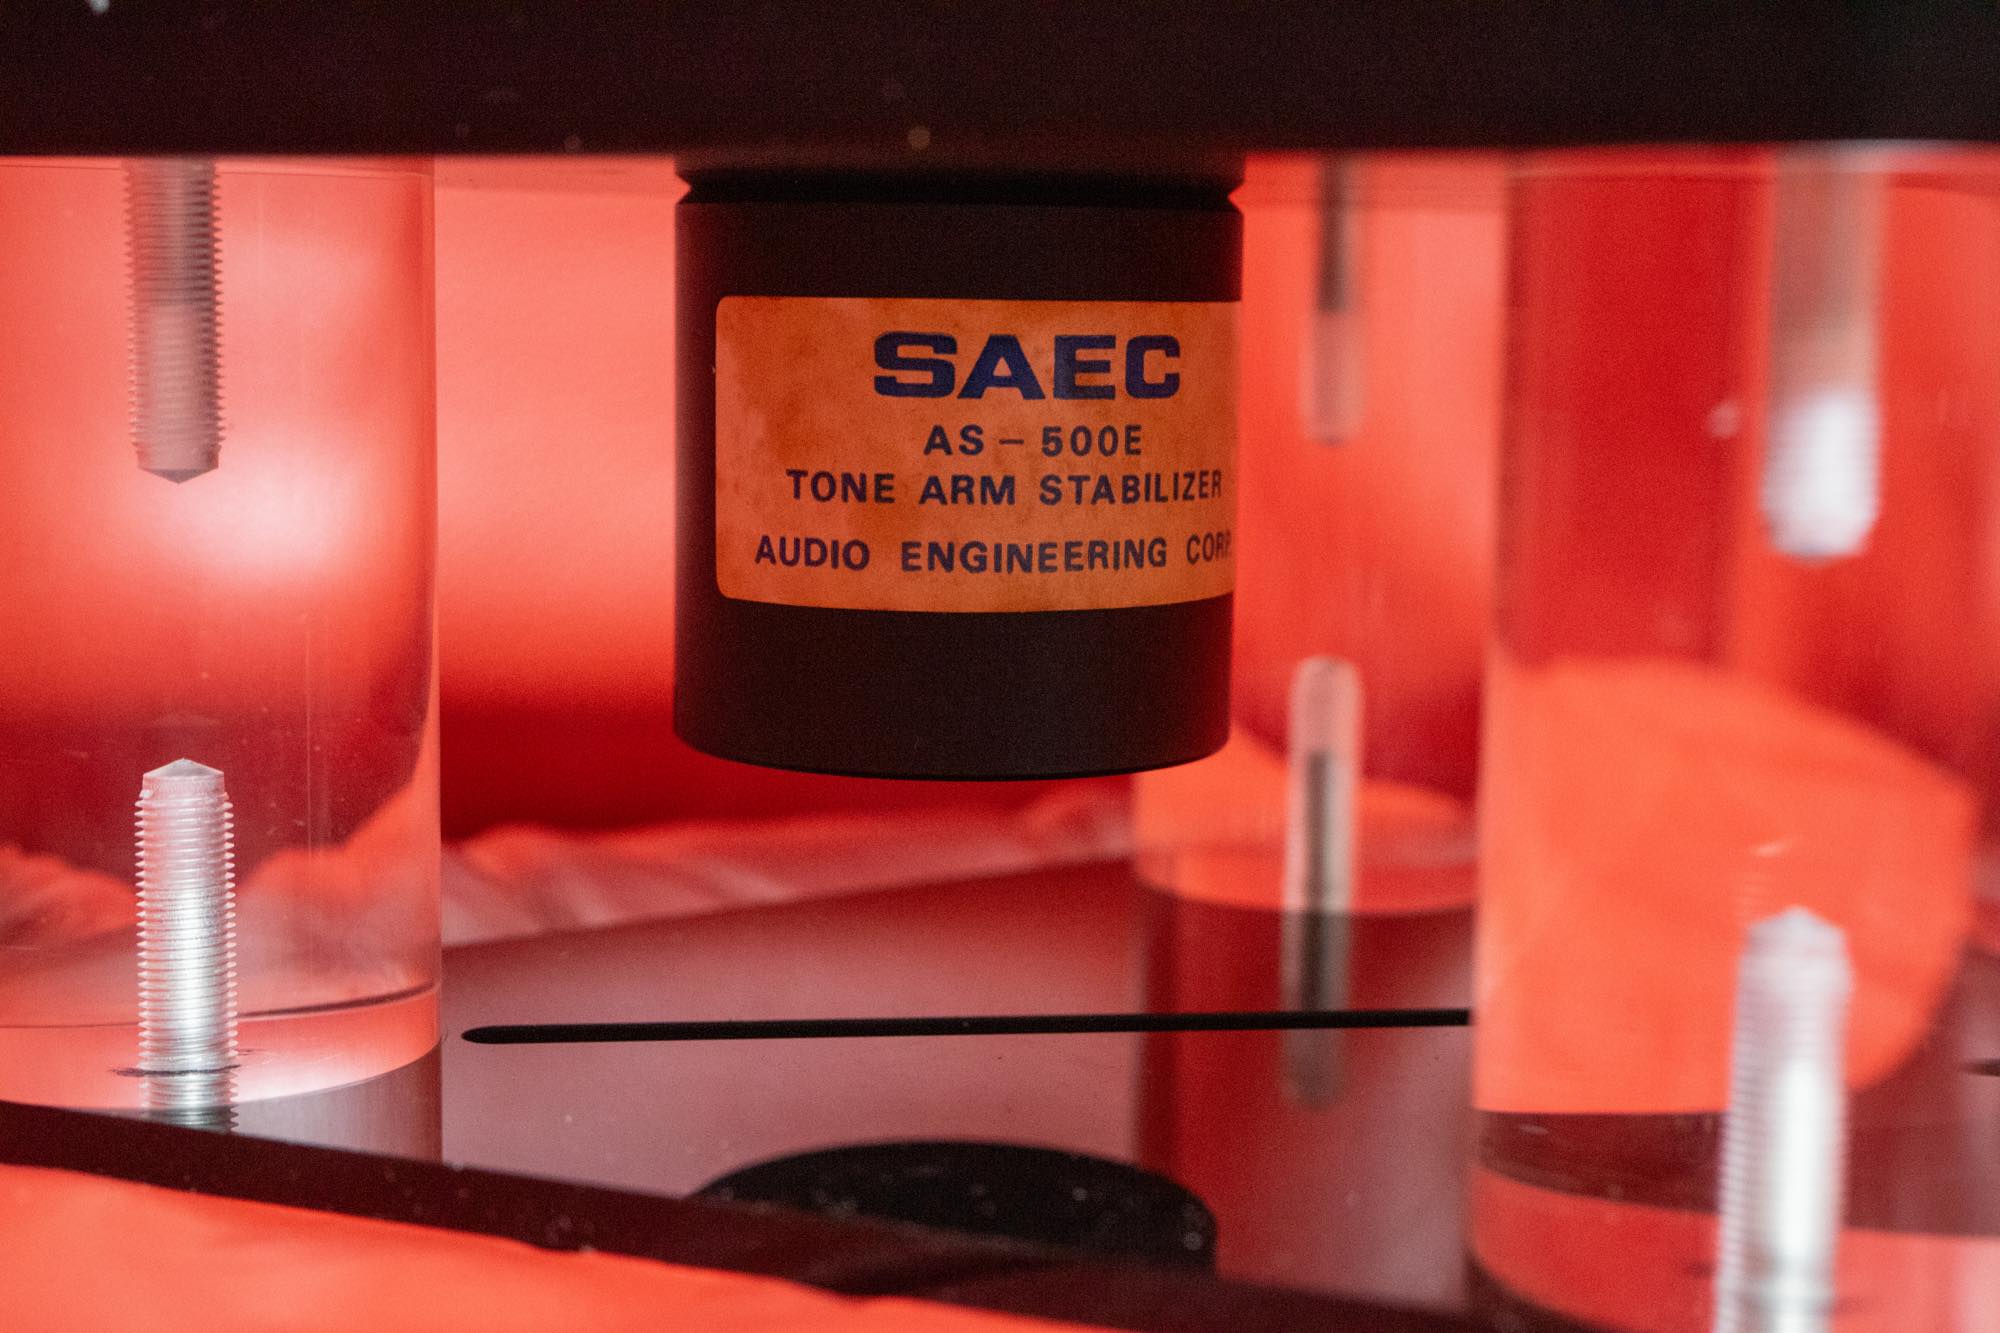 SAEC
AS – 500E
TONE ARM STABILIZER
AUDIO ENGINEERING CORP.